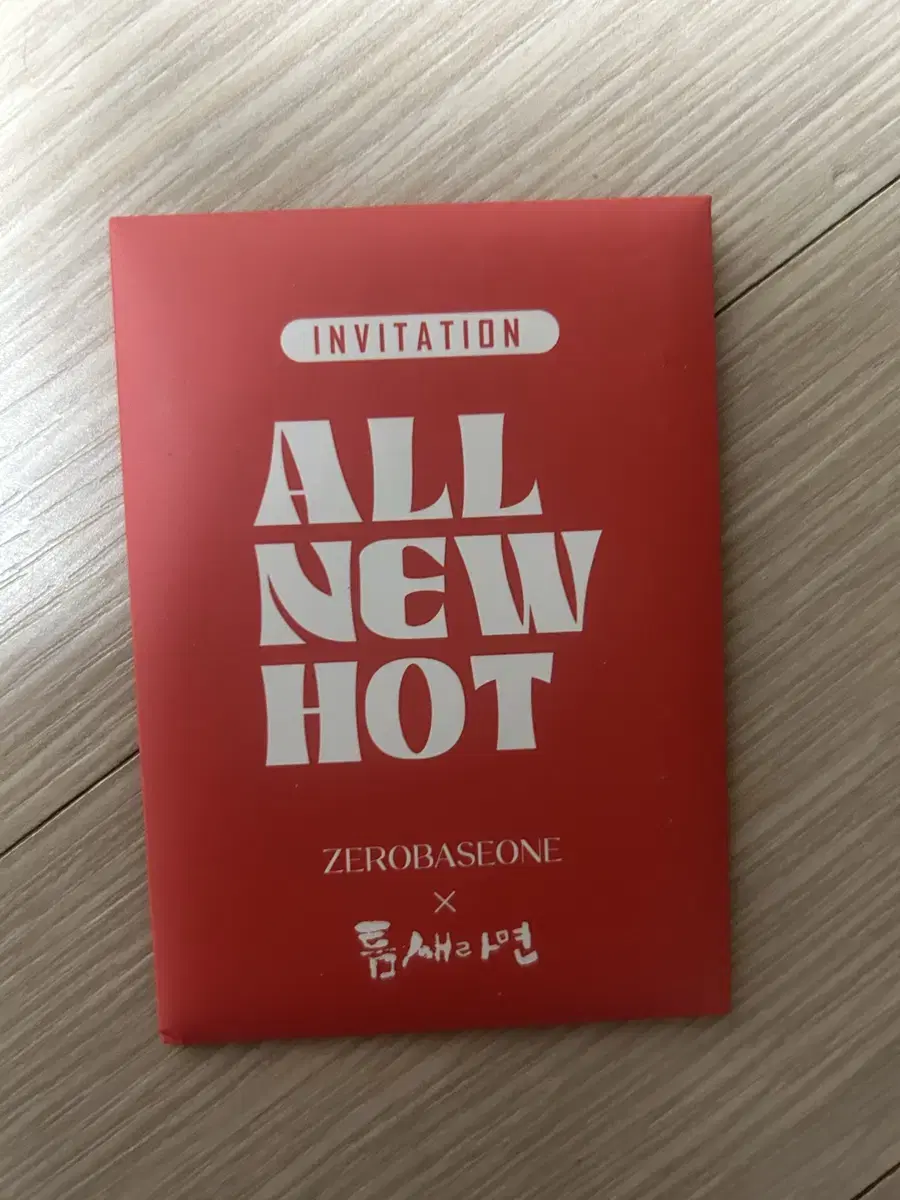 INVITATION
ALL
NEW
HOT
ZEROBASEONE
×
틈새라면